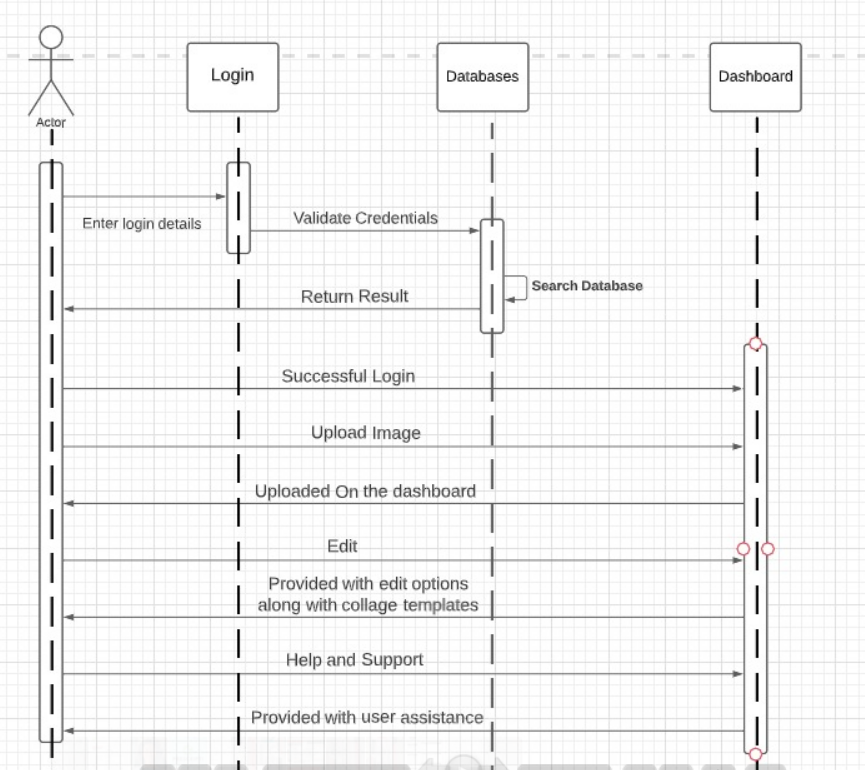 Actor
Login
Databases
Dashboard
Enter login details
Validate Credentials
Search Database
Return Result
Successful Login
Upload Image
Uploaded On the dashboard
Edit
Provided with edit options
along with collage templates
Help and Support
Provided with user assistance